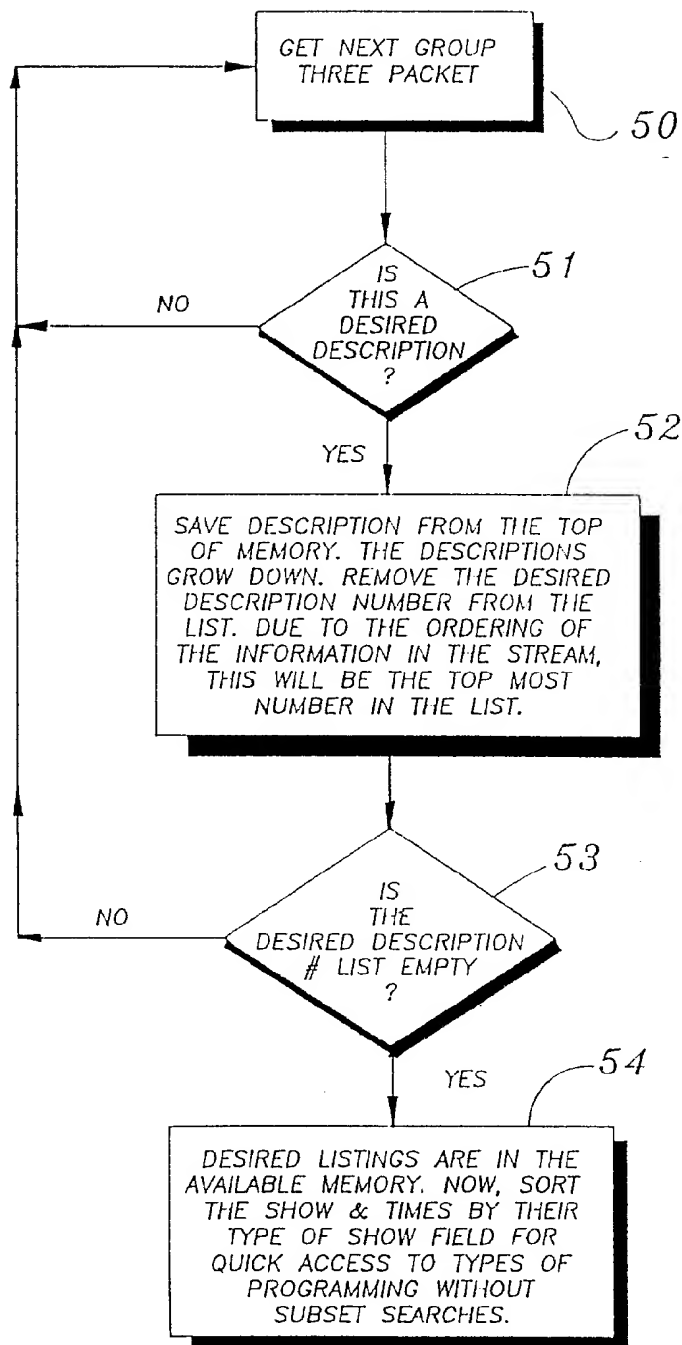 GET NEXT GROUP
THREE PACKET
50
51
IS
THIS A
DESIRED
DESCRIPTION
?
NO
YES
52
SAVE DESCRIPTION FROM THE TOP
OF MEMORY. THE DESCRIPTIONS
GROW DOWN. REMOVE THE DESIRED
DESCRIPTION NUMBER FROM THE
LIST. DUE TO THE ORDERING OF
THE INFORMATION IN THE STREAM,
THIS WILL BE THE TOP MOST
NUMBER IN THE LIST.
53
IS
THE
DESIRED DESCRIPTION
# LIST EMPTY
?
NO
YES
54
DESIRED LISTINGS ARE IN THE
AVAILABLE MEMORY. NOW, SORT
THE SHOW & TIMES BY THEIR
TYPE OF SHOW FIELD FOR
QUICK ACCESS TO TYPES OF
PROGRAMMING WITHOUT
SUBSET SEARCHES.